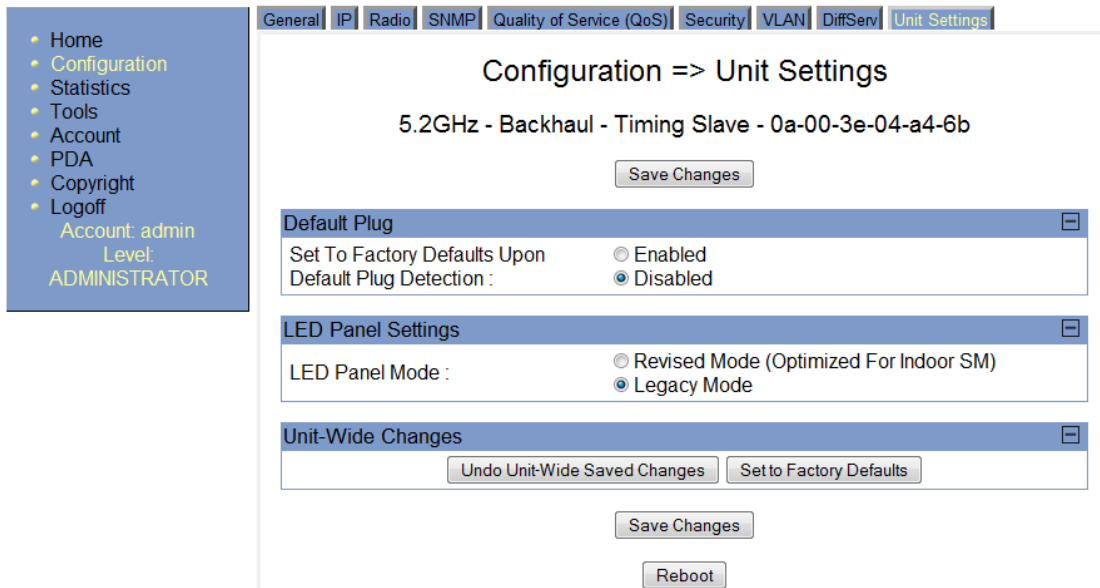 General IP Radio SNMP Quality of Service (QoS) Security VLAN DiffServ Unit Settings
Home
Configuration
Statistics
Tools
Account
PDA
Copyright
Logoff
Account: admin
Level:
ADMINISTRATOR
Configuration => Unit Settings
5.2GHz - Backhaul - Timing Slave - 0a-00-3e-04-a4-6b
Save Changes
Default Plug
Set To Factory Defaults Upon
Default Plug Detection :
Enabled
Disabled
LED Panel Settings
LED Panel Mode :
Revised Mode (Optimized For Indoor SM)
Legacy Mode
Unit-Wide Changes
Undo Unit-Wide Saved Changes Set to Factory Defaults
Save Changes
Reboot